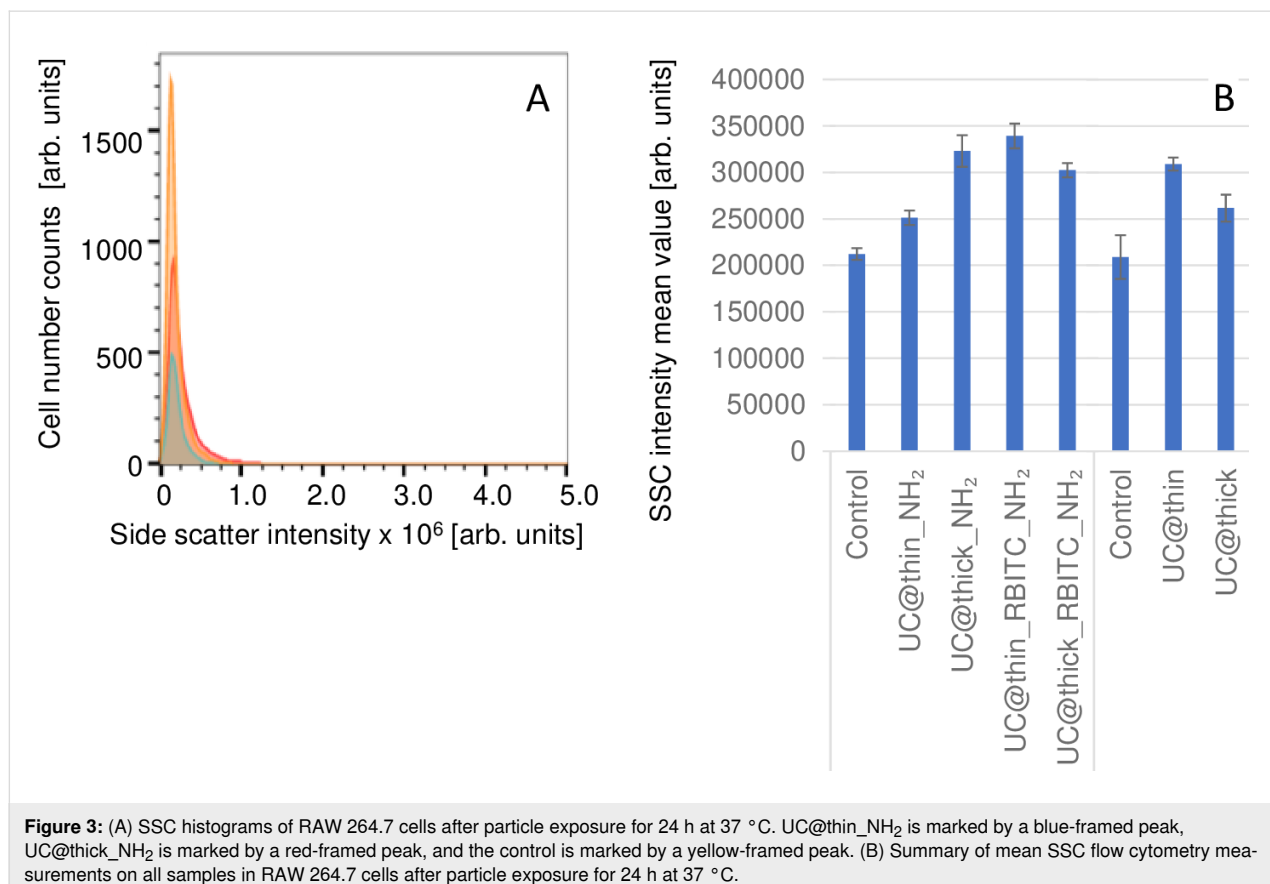 A
Cell number counts [arb. units]
1500
1000
500
0
0 1.0 2.0 3.0 4.0 5.0
Side scatter intensity x 10⁶ [arb. units]
B
SSC intensity mean value [arb. units]
400000
350000
300000
250000
200000
150000
100000
50000
0
Control
UC@thin_NH₂
UC@thick_NH₂
UC@thin_RBITC_NH₂
UC@thick_RBITC_NH₂
Control
UC@thin
UC@thick
Figure 3: (A) SSC histograms of RAW 264.7 cells after particle exposure for 24 h at 37 °C. UC@thin_NH₂ is marked by a blue-framed peak,
UC@thick_NH₂ is marked by a red-framed peak, and the control is marked by a yellow-framed peak. (B) Summary of mean SSC flow cytometry mea-
surements on all samples in RAW 264.7 cells after particle exposure for 24 h at 37 °C.